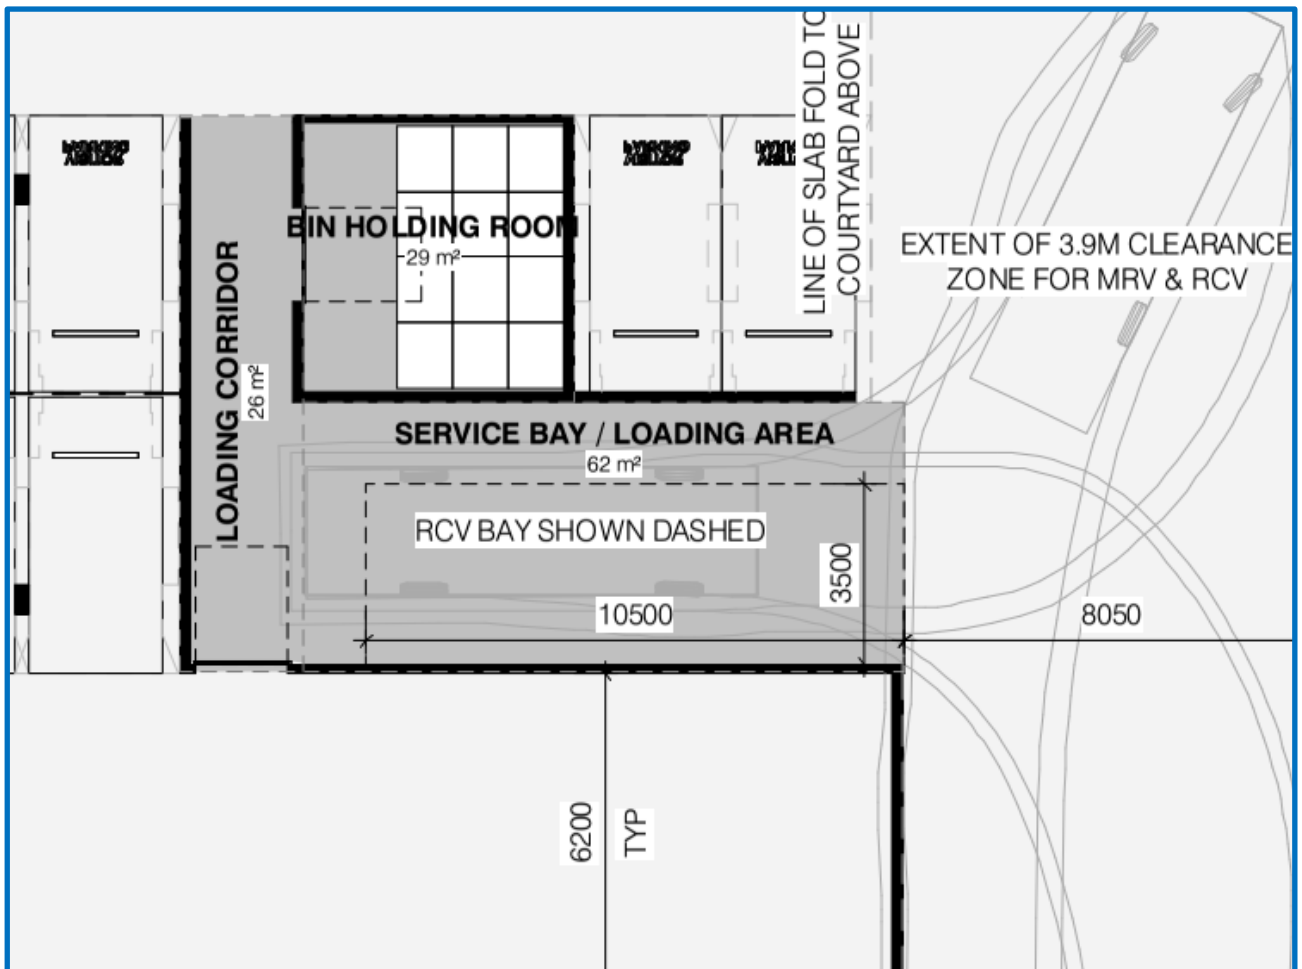 LINE OF SLAB FOLD TO
COURTYARD ABOVE
EXTENT OF 3.9M CLEARANCE
ZONE FOR MRV & RCV
BIN HOLDING ROOM
29 m²
LOADING CORRIDOR
26 m²
SERVICE BAY / LOADING AREA
62 m²
RCV BAY SHOWN DASHED
3500
10500
8050
6200
TYP